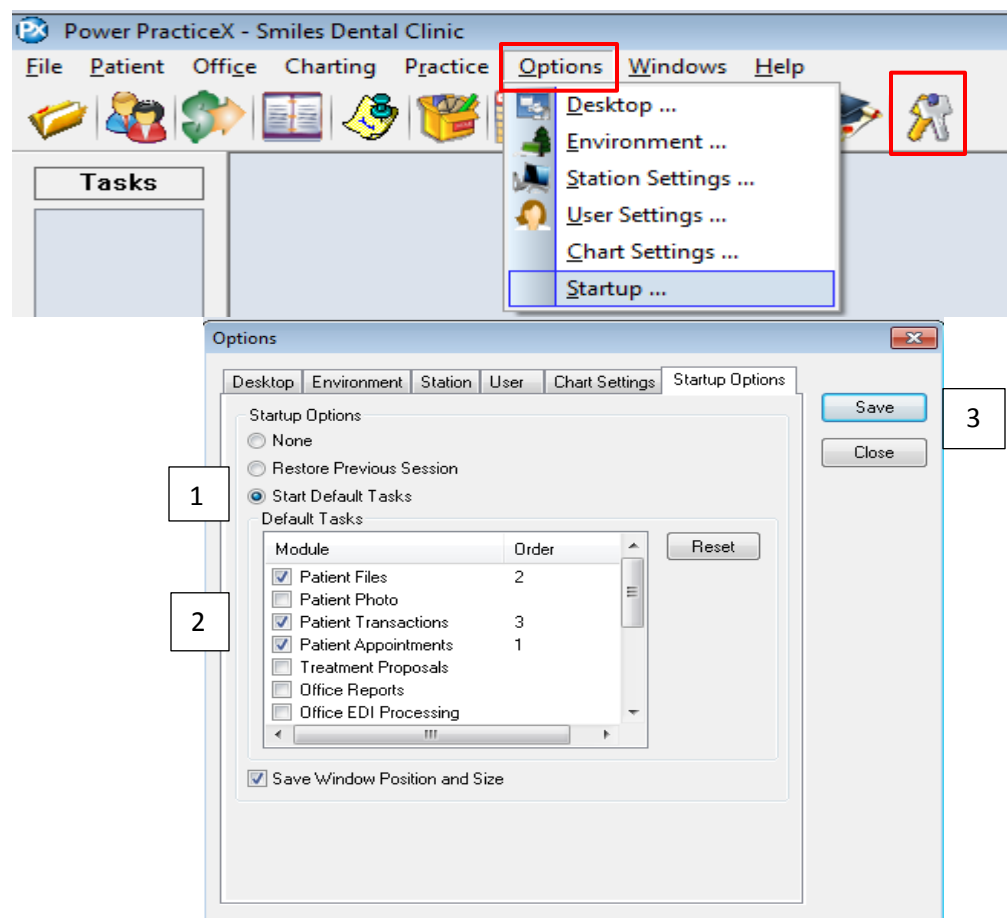 Px Power PracticeX - Smiles Dental Clinic
File Patient Office Charting Practice Options Windows Help
Desktop ...
Environment ...
Tasks
Station Settings ...
User Settings ...
Chart Settings ...
Startup ...
Options
Desktop Environment Station User Chart Settings Startup Options
Startup Options
Save
3
None
Close
Restore Previous Session
1
Start Default Tasks
Default Tasks
Module Order
Reset
Patient Files 2
Patient Photo
2
Patient Transactions 3
Patient Appointments 1
Treatment Proposals
Office Reports
Office EDI Processing
Save Window Position and Size